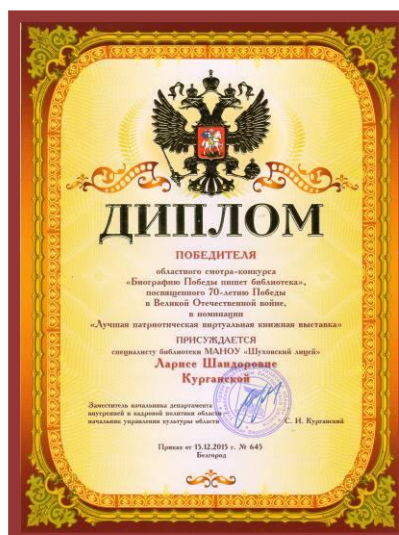 ДИПЛОМ
ПОБЕДИТЕЛЯ
областного смотра-конкурса
«Биографию Победы пишет библиотека»,
посвященного 70-летию Победы
в Великой Отечественной войне,
в номинации
«Лучшая патриотическая виртуальная книжная выставка»
ПРИСУЖДАЕТСЯ
специалисту библиотеки МАНОУ «Шуховский лицей»
Ларисе Шандоровне
Курганской
Заместитель начальника департамента
внутренней и кадровой политики области -
начальник управления культуры области
С. И. Курганский
Приказ от 15.12.2015 г. № 645
Белгород